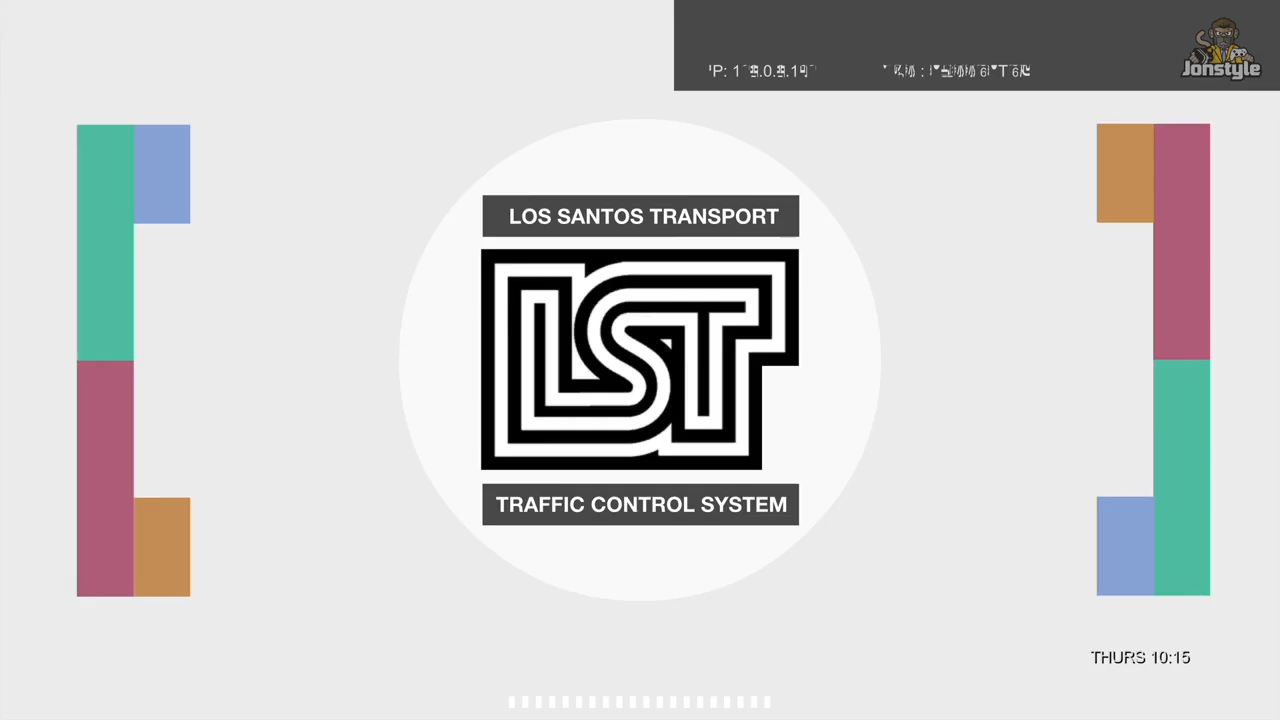 Jonstyle
LOS SANTOS TRANSPORT
LST
TRAFFIC CONTROL SYSTEM
THURS 10:15